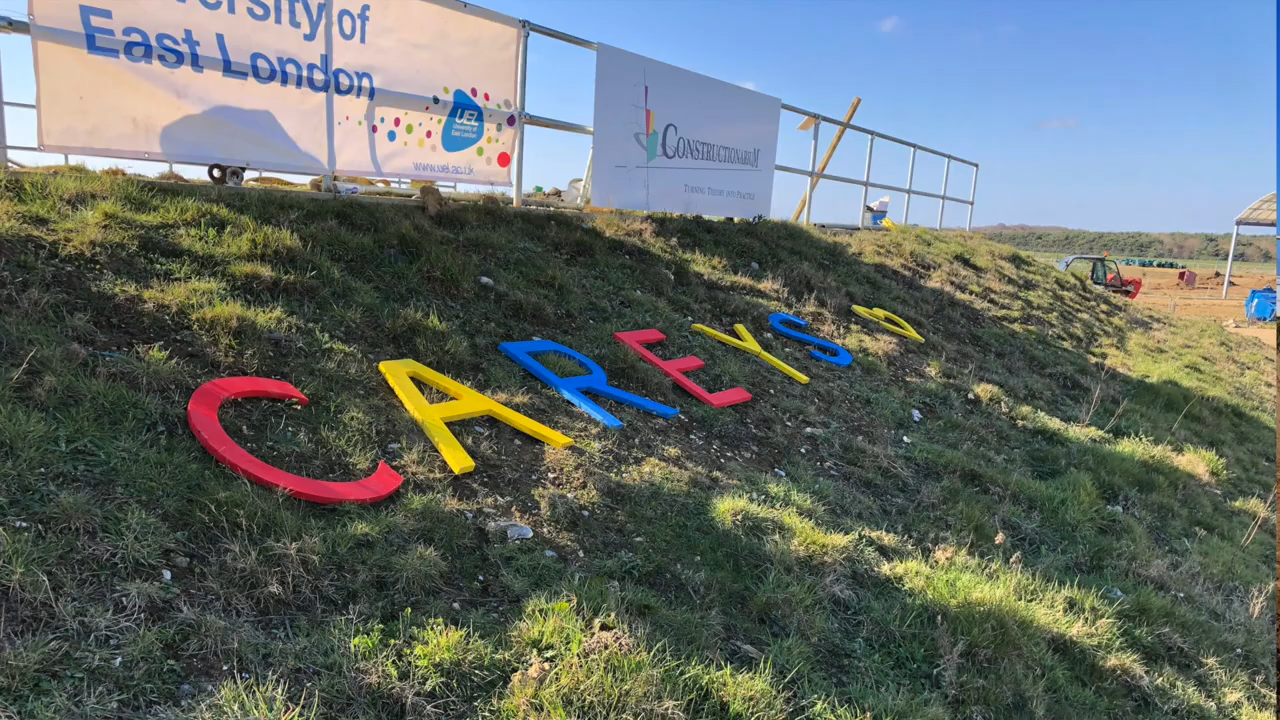 University of
East London
UEL
University of
East London
www.uel.ac.uk
CONSTRUCTIONARIUM
TURNING THEORY INTO PRACTICE
CAREYS